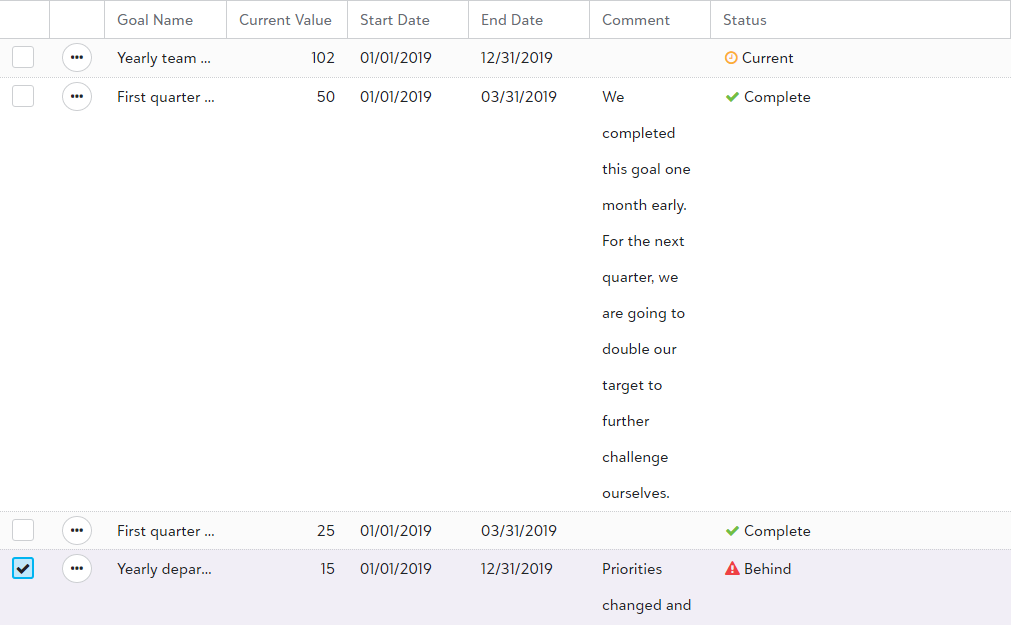 Goal Name Current Value Start Date End Date Comment Status
Yearly team ... 102 01/01/2019 12/31/2019 Current
First quarter ... 50 01/01/2019 03/31/2019 We Complete
completed
this goal one
month early.
For the next
quarter, we
are going to
double our
target to
further
challenge
ourselves.
First quarter ... 25 01/01/2019 03/31/2019 Complete
Yearly depar... 15 01/01/2019 12/31/2019 Priorities Behind
changed and